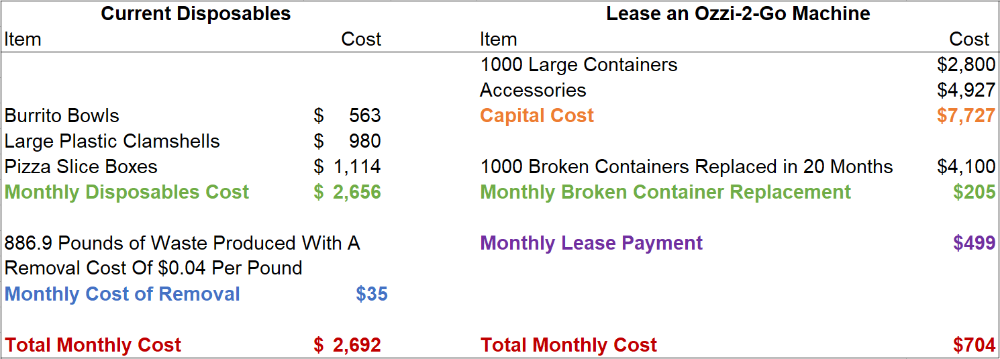 Current Disposables Lease an Ozzi-2-Go Machine
Item Cost Item Cost
1000 Large Containers $2,800
Accessories $4,927
Burrito Bowls $ 563 Capital Cost $7,727
Large Plastic Clamshells $ 980
Pizza Slice Boxes $ 1,114 1000 Broken Containers Replaced in 20 Months $4,100
Monthly Disposables Cost $ 2,656 Monthly Broken Container Replacement $205
886.9 Pounds of Waste Produced With A Monthly Lease Payment $499
Removal Cost Of $0.04 Per Pound
Monthly Cost of Removal $35
Total Monthly Cost $ 2,692 Total Monthly Cost $704